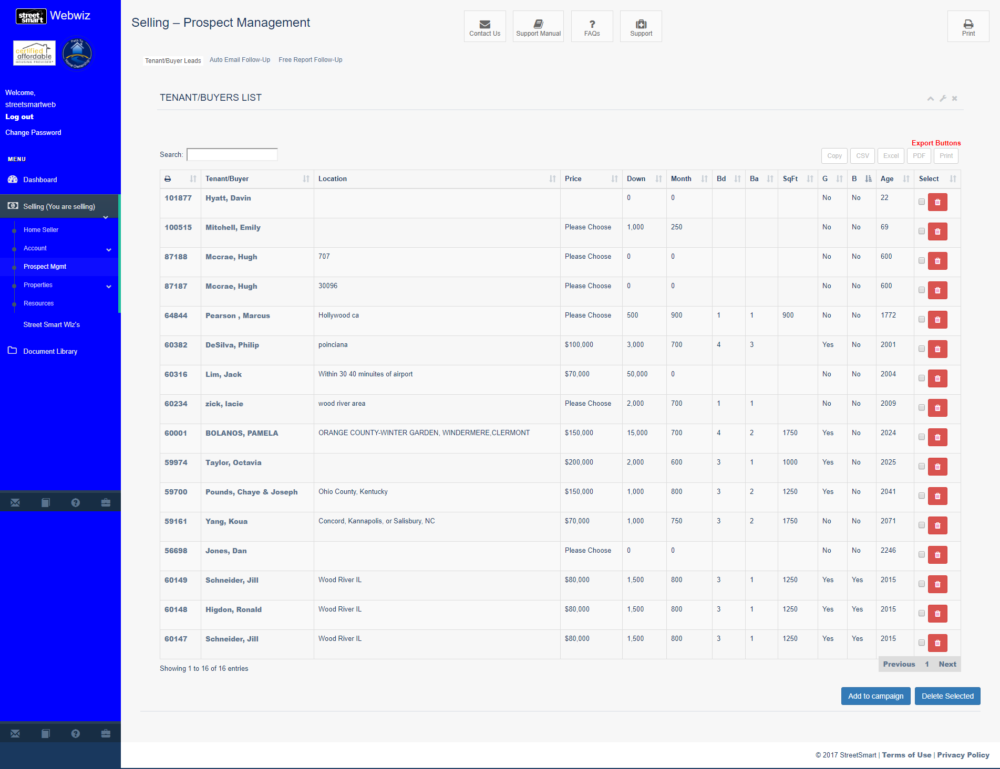 street smart Webwiz
certified affordable HOUSING PROVIDER
Path To Home Ownership
Welcome,
streetsmartweb
Log out
Change Password
MENU
Dashboard
Selling (You are selling)
Home Seller
Account
Prospect Mgmt
Properties
Resources
Street Smart Wiz's
Document Library
Selling – Prospect Management
Contact Us
Support Manual
FAQs
Support
Print
Tenant/Buyer Leads Auto Email Follow-Up Free Report Follow-Up
TENANT/BUYERS LIST
Export Buttons
Search: Copy CSV Excel PDF Print
Tenant/Buyer Location Price Down Month Bd Ba SqFt G B Age Select
101877 Hyatt, Davin 0 0 No No 22
100515 Mitchell, Emily Please Choose 1,000 250 No No 69
87188 Mccrae, Hugh 707 Please Choose 0 0 No No 600
87187 Mccrae, Hugh 30096 Please Choose 0 0 No No 600
64844 Pearson , Marcus Hollywood ca Please Choose 500 900 1 1 900 No No 1772
60382 DeSilva, Philip poinciana $100,000 3,000 700 4 3 Yes No 2001
60316 Lim, Jack Within 30 40 minuites of airport $70,000 50,000 0 No No 2004
60234 zick, lacie wood river area Please Choose 2,000 700 1 1 No No 2009
60001 BOLANOS, PAMELA ORANGE COUNTY-WINTER GARDEN, WINDERMERE,CLERMONT $150,000 15,000 700 4 2 1750 Yes No 2024
59974 Taylor, Octavia $200,000 2,000 600 3 1 1000 Yes No 2025
59700 Pounds, Chaye & Joseph Ohio County, Kentucky $150,000 1,000 800 3 2 1250 Yes No 2041
59161 Yang, Koua Concord, Kannapolis, or Salisbury, NC $70,000 1,000 750 3 2 1750 No No 2071
56698 Jones, Dan Please Choose 0 0 No No 2246
60149 Schneider, Jill Wood River IL $80,000 1,500 800 3 1 1250 Yes Yes 2015
60148 Higdon, Ronald Wood River IL $80,000 1,500 800 3 1 1250 Yes Yes 2015
60147 Schneider, Jill Wood River IL $80,000 1,500 800 3 1 1250 Yes Yes 2015
Showing 1 to 16 of 16 entries
Previous 1 Next
Add to campaign Delete Selected
© 2017 StreetSmart | Terms of Use | Privacy Policy